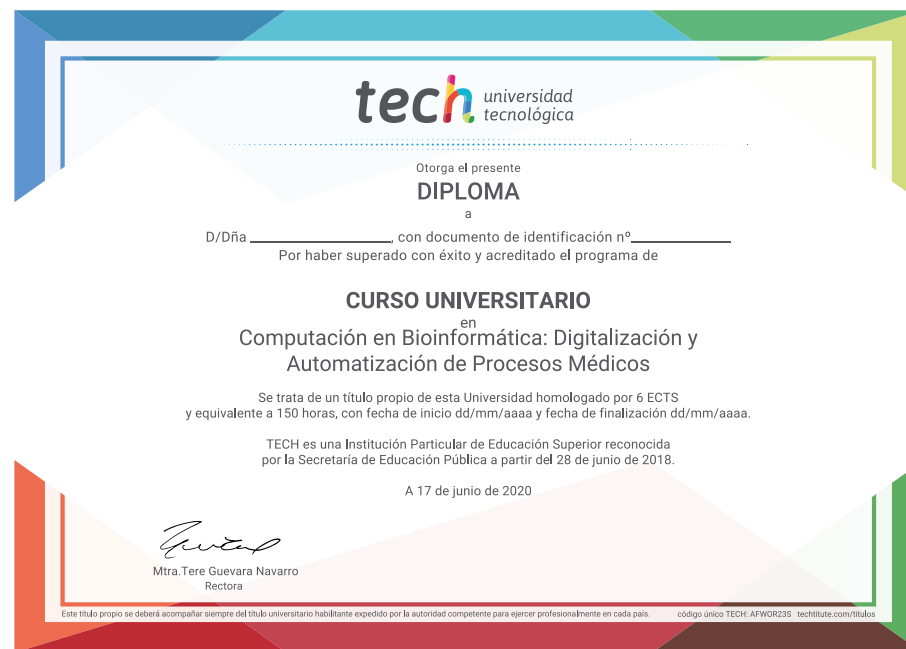 tech universidad
tecnológica
Otorga el presente
DIPLOMA
a
D/Dña ____________________, con documento de identificación nº______________
Por haber superado con éxito y acreditado el programa de
CURSO UNIVERSITARIO
en
Computación en Bioinformática: Digitalización y
Automatización de Procesos Médicos
Se trata de un título propio de esta Universidad homologado por 6 ECTS
y equivalente a 150 horas, con fecha de inicio dd/mm/aaaa y fecha de finalización dd/mm/aaaa.
TECH es una Institución Particular de Educación Superior reconocida
por la Secretaría de Educación Pública a partir del 28 de junio de 2018.
A 17 de junio de 2020
Mtra.Tere Guevara Navarro
Rectora
Este título propio se deberá acompañar siempre del título universitario habilitante expedido por la autoridad competente para ejercer profesionalmente en cada país. código único TECH: AFWOR23S techtitute.com/títulos